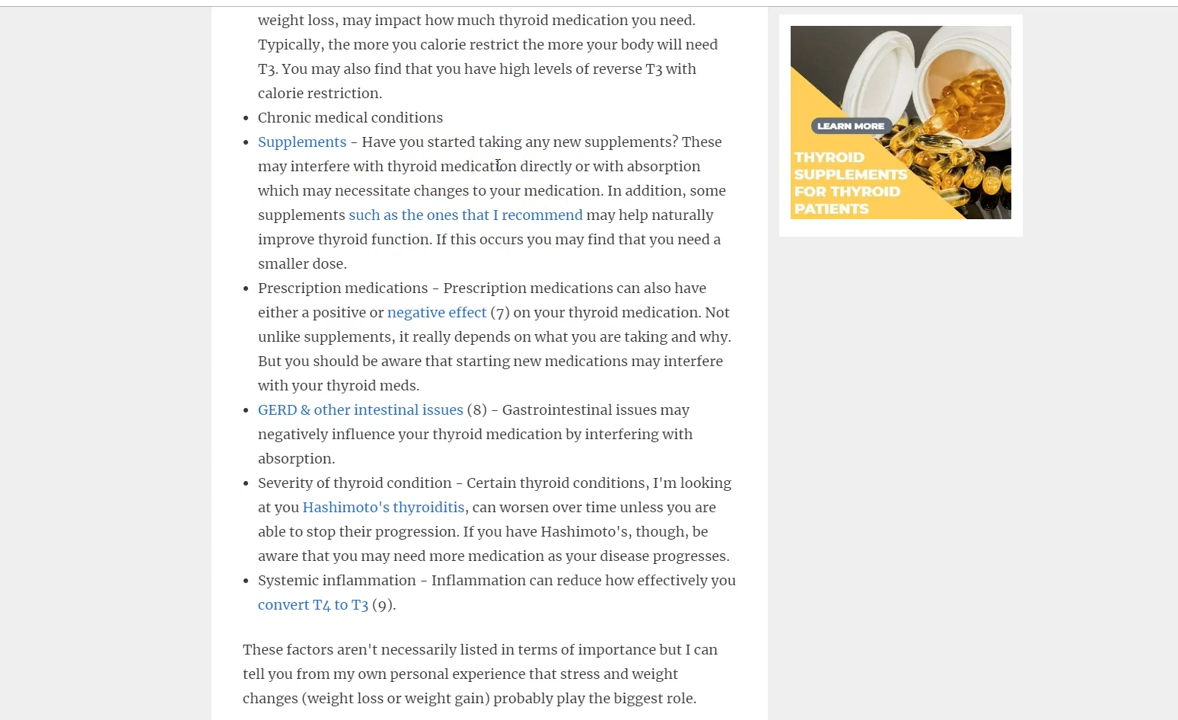 weight loss, may impact how much thyroid medication you need.
Typically, the more you calorie restrict the more your body will need
T3. You may also find that you have high levels of reverse T3 with
calorie restriction.
• Chronic medical conditions
• Supplements - Have you started taking any new supplements? These
may interfere with thyroid medication directly or with absorption
which may necessitate changes to your medication. In addition, some
supplements such as the ones that I recommend may help naturally
improve thyroid function. If this occurs you may find that you need a
smaller dose.
• Prescription medications - Prescription medications can also have
either a positive or negative effect (7) on your thyroid medication. Not
unlike supplements, it really depends on what you are taking and why.
But you should be aware that starting new medications may interfere
with your thyroid meds.
• GERD & other intestinal issues (8) - Gastrointestinal issues may
negatively influence your thyroid medication by interfering with
absorption.
• Severity of thyroid condition - Certain thyroid conditions, I'm looking
at you Hashimoto's thyroiditis, can worsen over time unless you are
able to stop their progression. If you have Hashimoto's, though, be
aware that you may need more medication as your disease progresses.
• Systemic inflammation - Inflammation can reduce how effectively you
convert T4 to T3 (9).
These factors aren't necessarily listed in terms of importance but I can
tell you from my own personal experience that stress and weight
changes (weight loss or weight gain) probably play the biggest role.
LEARN MORE
THYROID
SUPPLEMENTS
FOR THYROID
PATIENTS